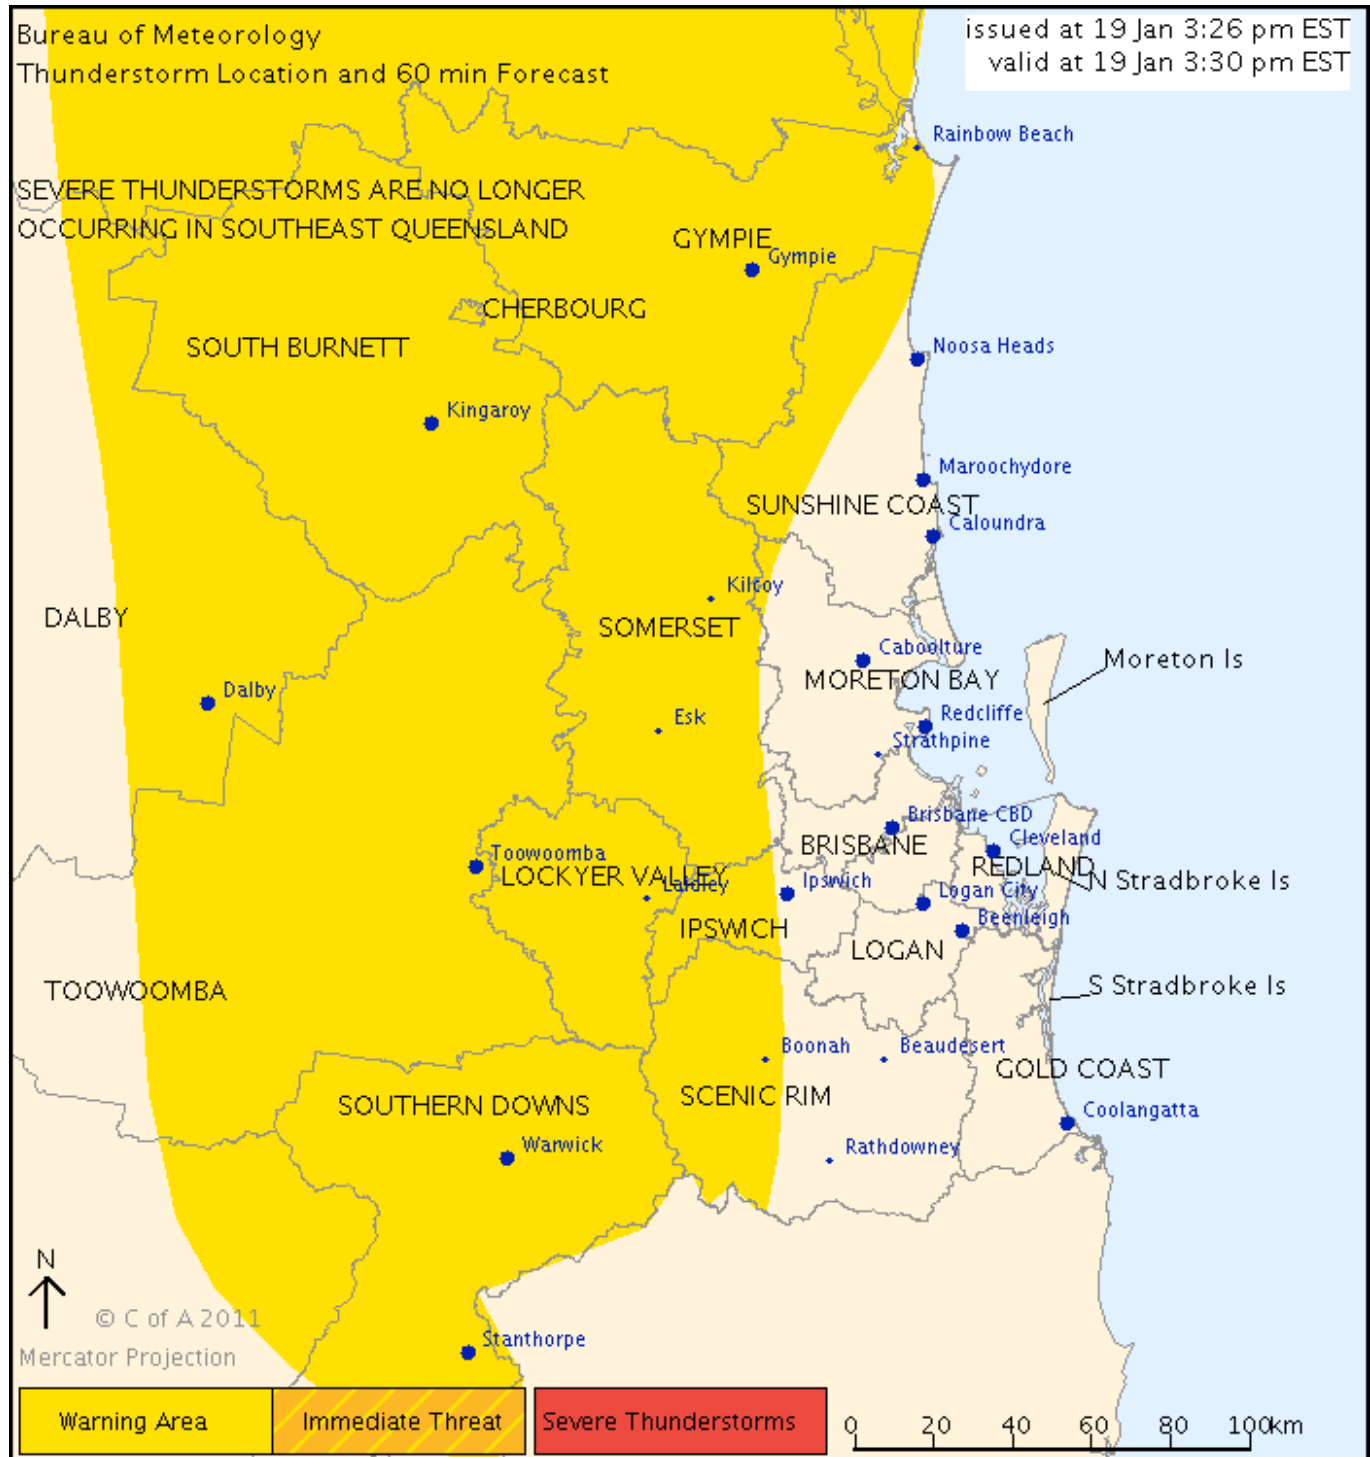 Bureau of Meteorology
Thunderstorm Location and 60 min Forecast
issued at 19 Jan 3:26 pm EST
valid at 19 Jan 3:30 pm EST
Rainbow Beach
SEVERE THUNDERSTORMS ARE NO LONGER
OCCURRING IN SOUTHEAST QUEENSLAND
GYMPIE
Gympie
CHERBOURG
SOUTH BURNETT
Noosa Heads
Kingaroy
Maroochydore
SUNSHINE COAST
Caloundra
Kilcoy
DALBY
SOMERSET
Caboolture
Moreton Is
MORETON BAY
Dalby
Esk
Redcliffe
Strathpine
Brisbane CBD
Cleveland
BRISBANE
Toowoomba
REDLAND
LOCKYER VALLEY
Laidley
Ipswich
N Stradbroke Is
Logan City
Beenleigh
IPSWICH
LOGAN
TOOWOOMBA
S Stradbroke Is
Boonah
Beaudesert
GOLD COAST
SCENIC RIM
SOUTHERN DOWNS
Coolangatta
Warwick
Rathdowney
N
© C of A 2011
Stanthorpe
Mercator Projection
Warning Area
Immediate Threat
Severe Thunderstorms
0 20 40 60 80 100km